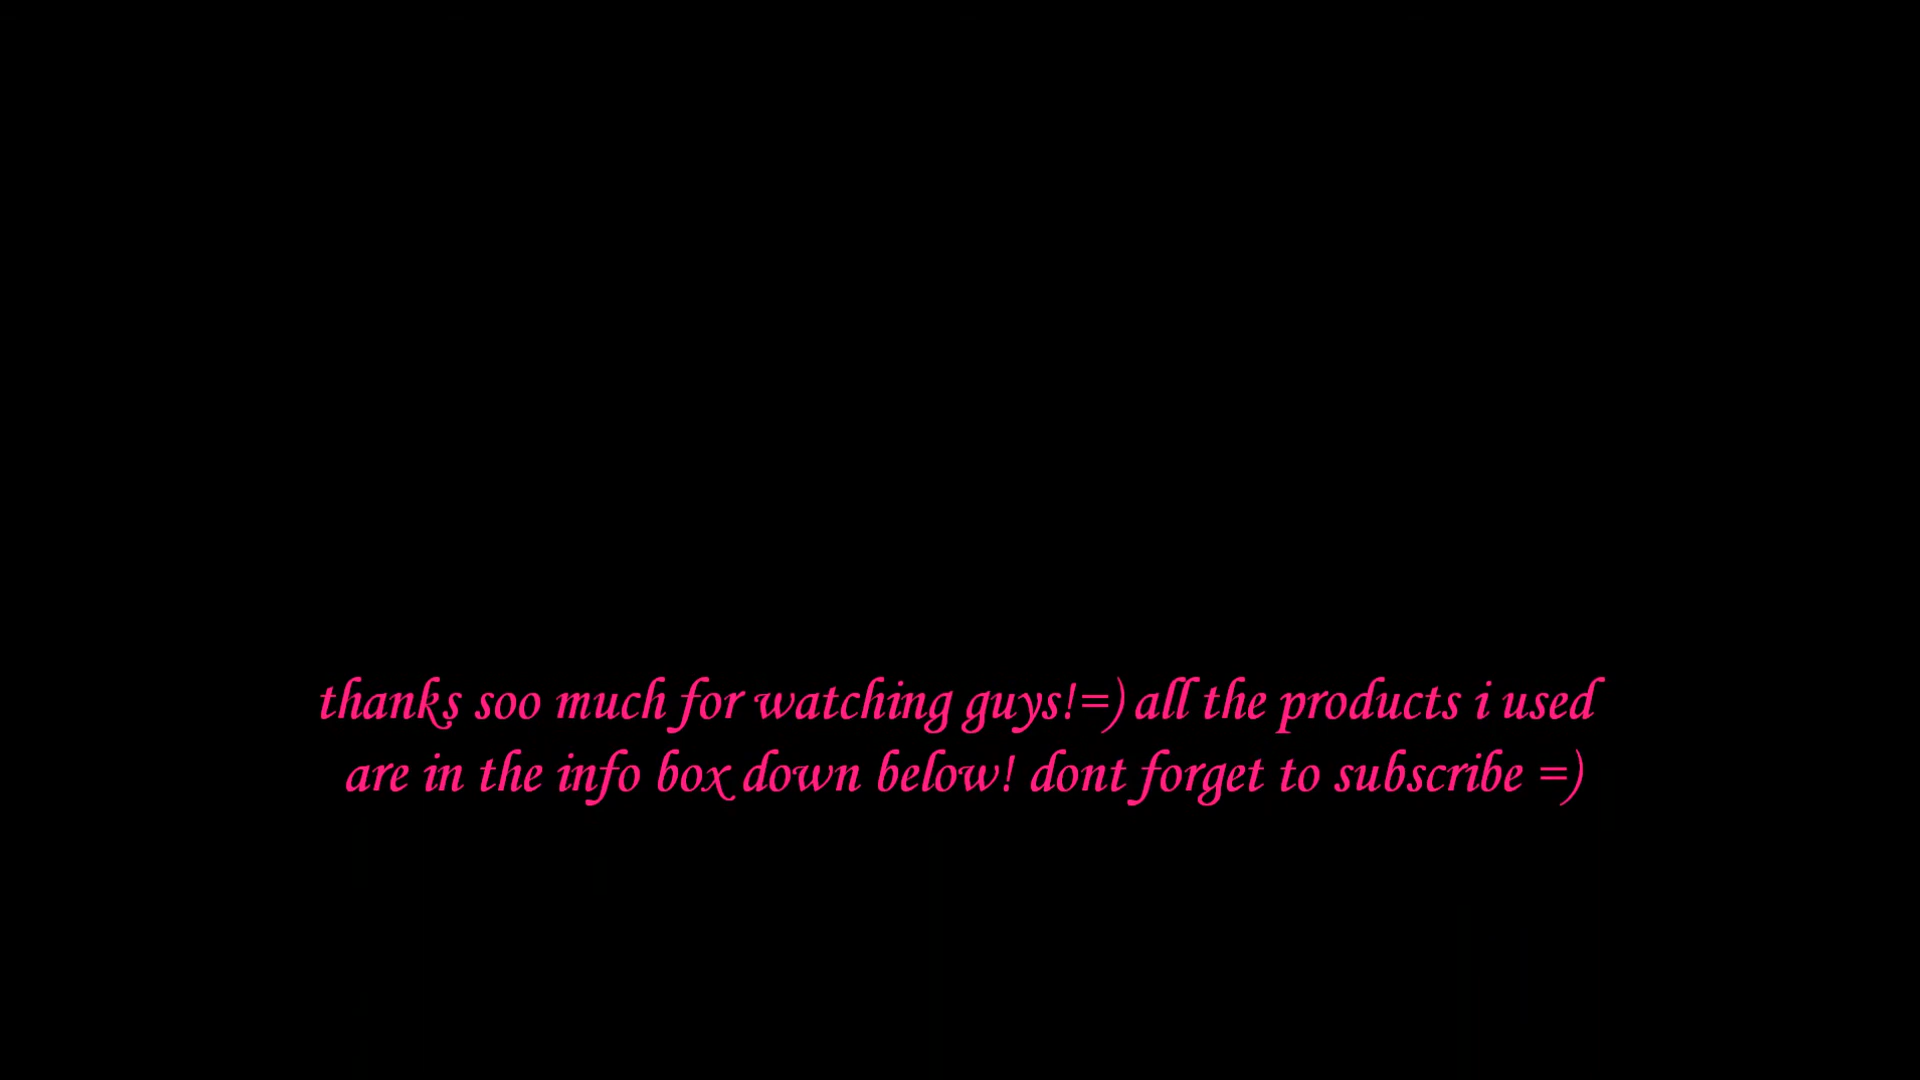 thanks soo much for watching guys!=) all the products i used
are in the info box down below! dont forget to subscribe =)